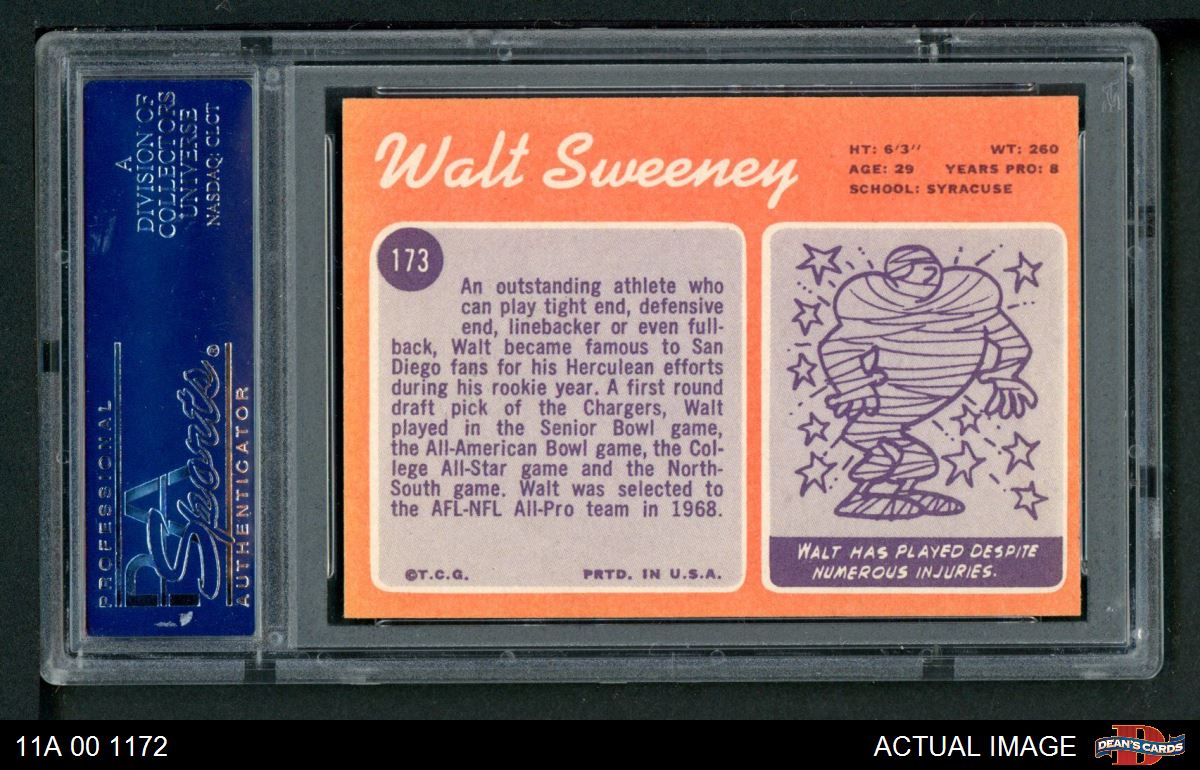 A
DIVISION OF
COLLECTORS
UNIVERSE
NASDAQ: CLCT
PROFESSIONAL
PSA
Sports®
AUTHENTICATOR
Walt Sweeney
HT: 6'3'' WT: 260
AGE: 29 YEARS PRO: 8
SCHOOL: SYRACUSE
173
An outstanding athlete who
can play tight end, defensive
end, linebacker or even full-
back, Walt became famous to San
Diego fans for his Herculean efforts
during his rookie year. A first round
draft pick of the Chargers, Walt
played in the Senior Bowl game,
the All-American Bowl game, the Col-
lege All-Star game and the North-
South game. Walt was selected to
the AFL-NFL All-Pro team in 1968.
©T.C.G. PRTD. IN U.S.A.
WALT HAS PLAYED DESPITE
NUMEROUS INJURIES.
11A 00 1172
ACTUAL IMAGE
D
DEAN'S CARDS